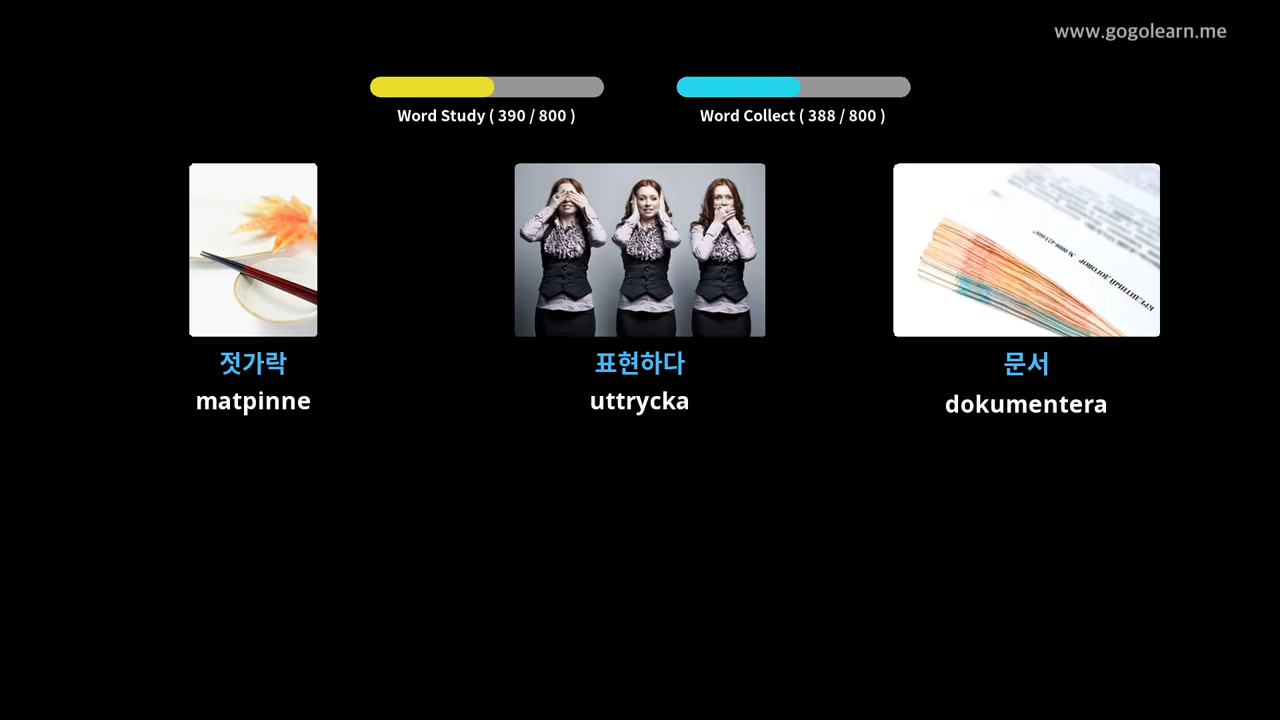 www.gogolearn.me
Word Study ( 390 / 800 )
Word Collect ( 388 / 800 )
젓가락
matpinne
표현하다
uttrycka
문서
dokumentera